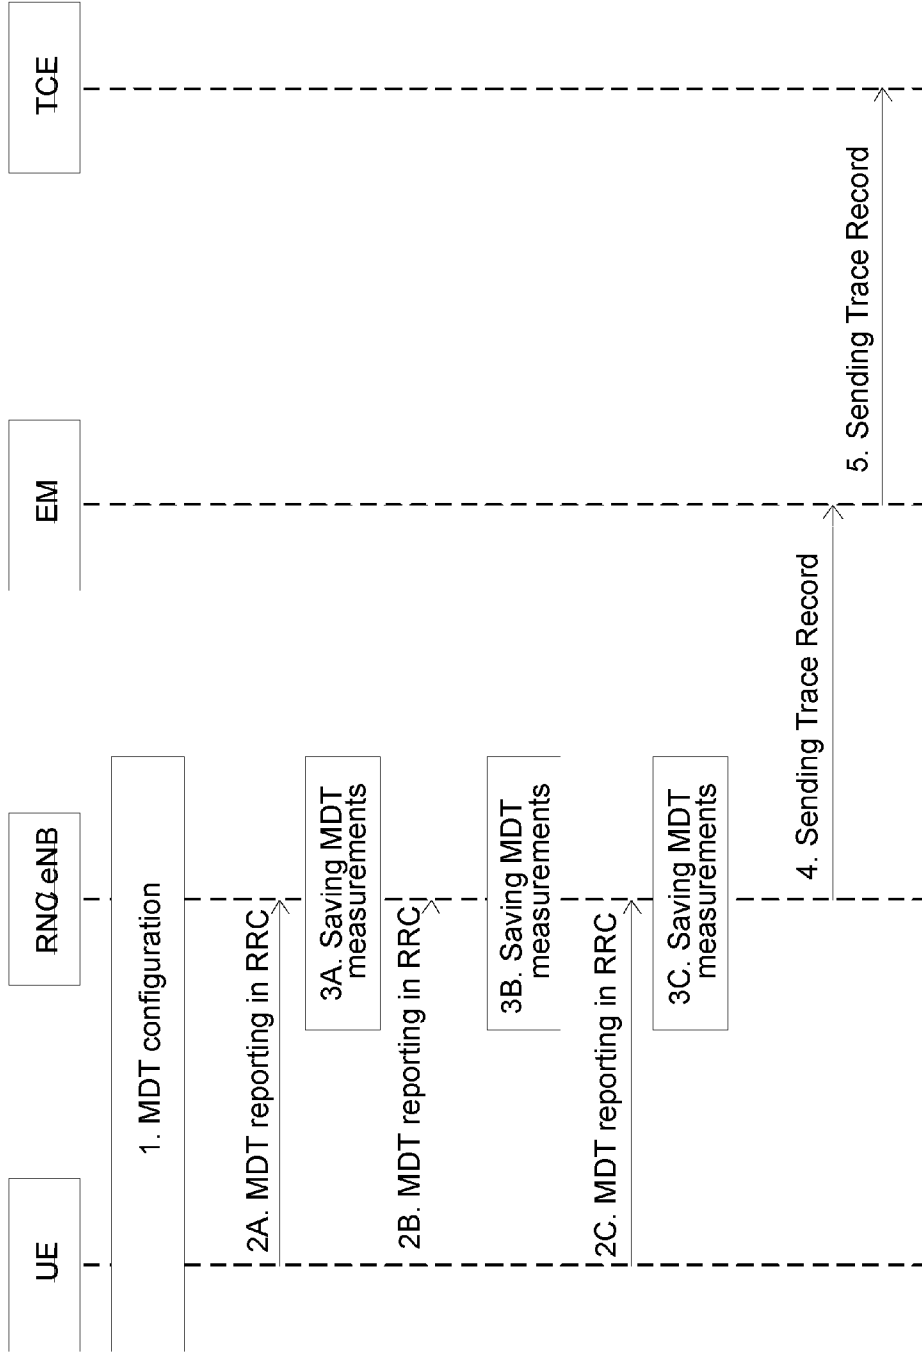 UE
RNC/ eNB
EM
TCE
1. MDT configuration
2A. MDT reporting in RRC
3A. Saving MDT
measurements
2B. MDT reporting in RRC
3B. Saving MDT
measurements
2C. MDT reporting in RRC
3C. Saving MDT
measurements
4. Sending Trace Record
5. Sending Trace Record